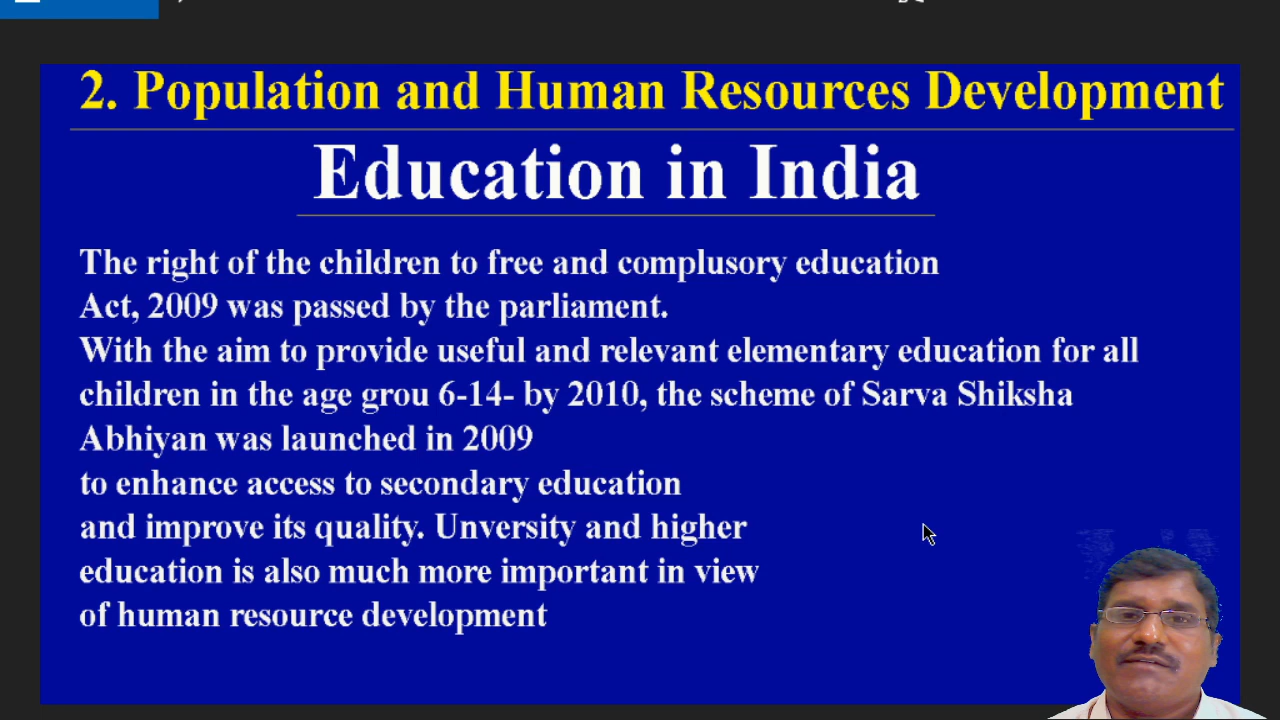 2. Population and Human Resources Development
Education in India
The right of the children to free and complusory education
Act, 2009 was passed by the parliament.
With the aim to provide useful and relevant elementary education for all
children in the age grou 6-14- by 2010, the scheme of Sarva Shiksha
Abhiyan was launched in 2009
to enhance access to secondary education
and improve its quality. Unversity and higher
education is also much more important in view
of human resource development